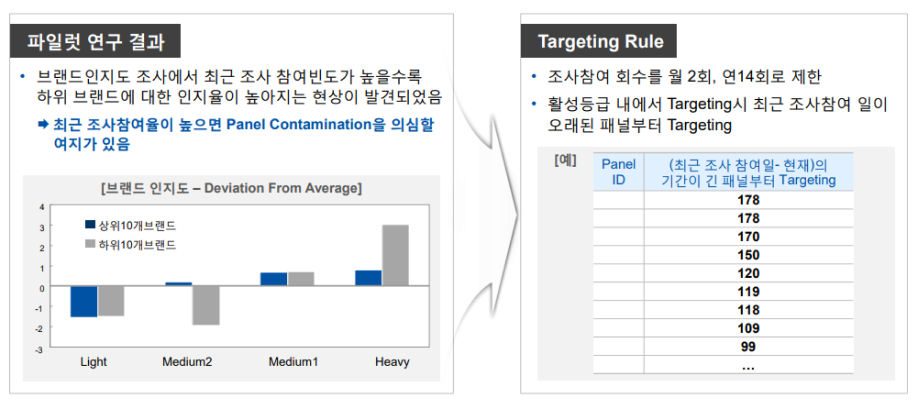 파일럿 연구 결과
• 브랜드인지도 조사에서 최근 조사 참여빈도가 높을수록
하위 브랜드에 대한 인지율이 높아지는 현상이 발견되었음
➡ 최근 조사참여율이 높으면 Panel Contamination을 의심할
여지가 있음
[브랜드 인지도 – Deviation From Average]
4
3
2
1
0
-1
-2
-3
상위10개브랜드
하위10개브랜드
Light Medium2 Medium1 Heavy
Targeting Rule
• 조사참여 회수를 월 2회, 연14회로 제한
• 활성등급 내에서 Targeting시 최근 조사참여 일이
오래된 패널부터 Targeting
[예]
Panel
ID
(최근 조사 참여일- 현재)의
기간이 긴 패널부터 Targeting
178
178
170
150
120
119
118
109
99
...